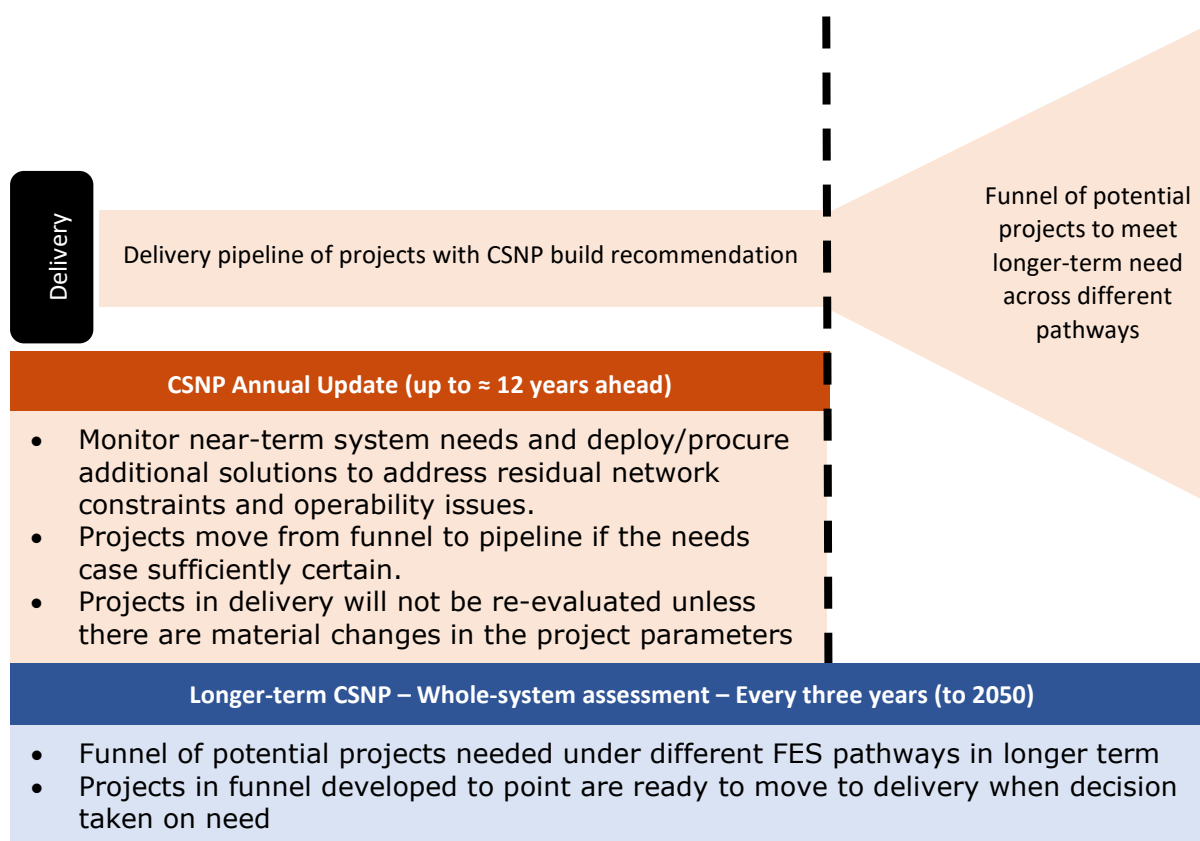 Delivery
Delivery pipeline of projects with CSNP build recommendation
Funnel of potential
projects to meet
longer-term need
across different
pathways
CSNP Annual Update (up to ≈ 12 years ahead)
• Monitor near-term system needs and deploy/procure
additional solutions to address residual network
constraints and operability issues.
• Projects move from funnel to pipeline if the needs
case sufficiently certain.
• Projects in delivery will not be re-evaluated unless
there are material changes in the project parameters
Longer-term CSNP – Whole-system assessment – Every three years (to 2050)
• Funnel of potential projects needed under different FES pathways in longer term
• Projects in funnel developed to point are ready to move to delivery when decision
taken on need